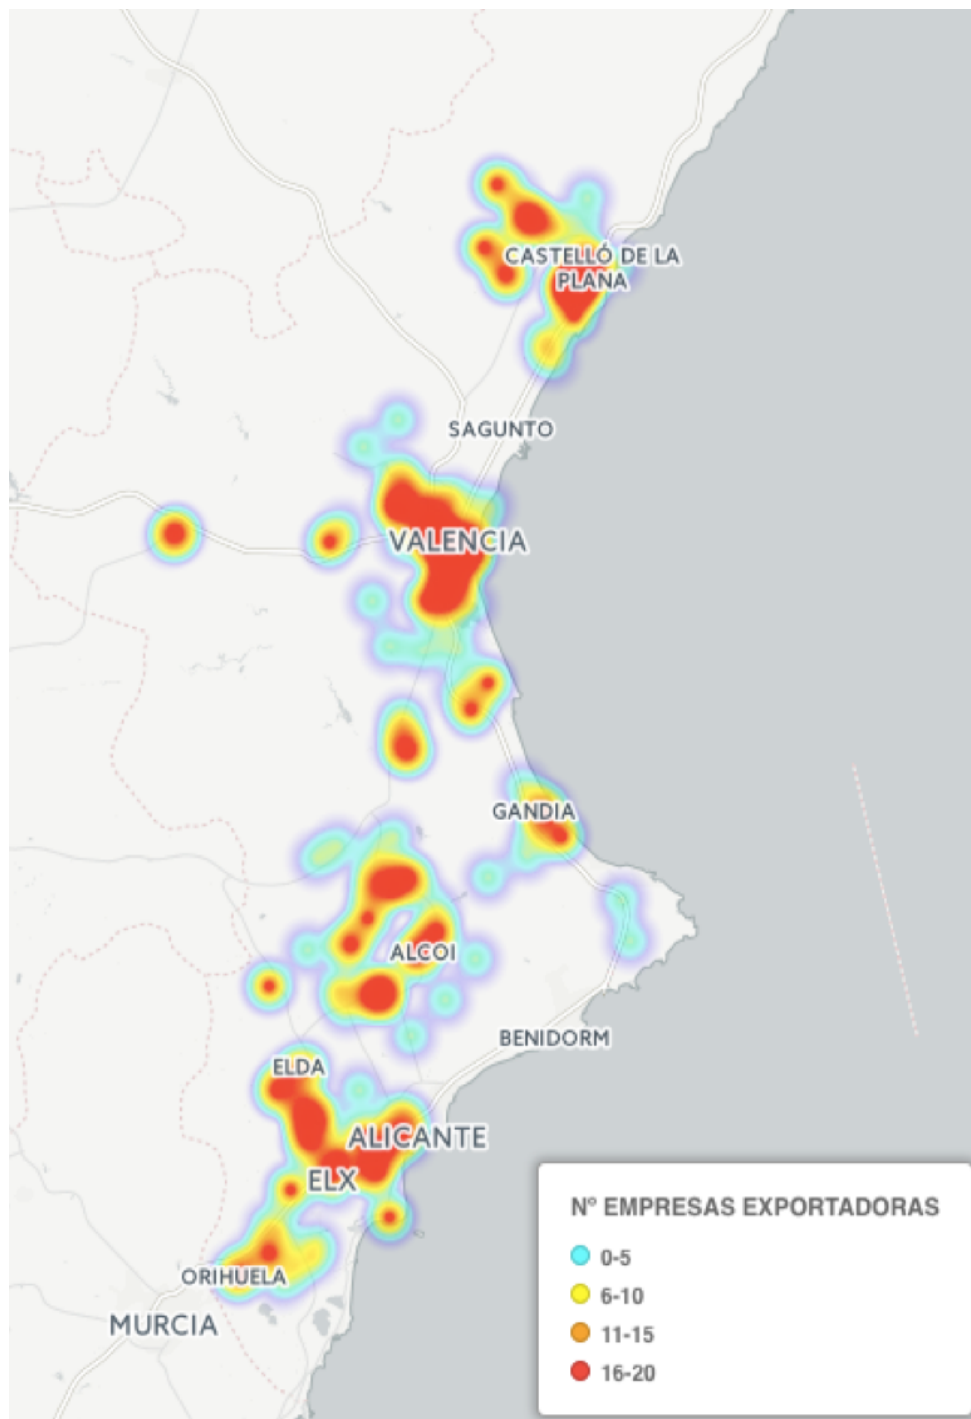 CASTELLÓ DE LA
PLANA
SAGUNTO
VALENCIA
GANDIA
ALCOI
BENIDORM
ELDA
ALICANTE
ELX
ORIHUELA
MURCIA
Nº EMPRESAS EXPORTADORAS
0-5
6-10
11-15
16-20